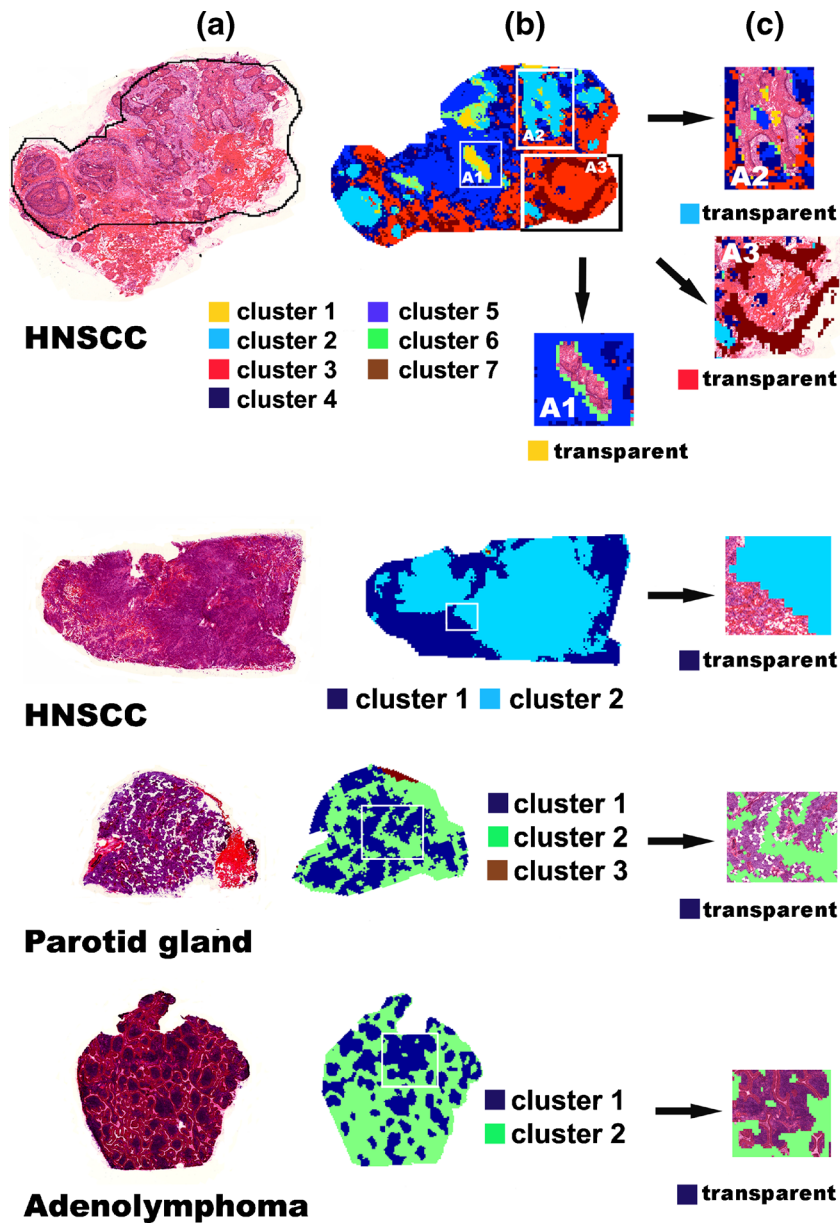 (a) (b) (c)
A2
A1
A3
A2
transparent
A3
HNSCC
cluster 1 cluster 5
cluster 2 cluster 6
cluster 3 cluster 7
cluster 4
transparent
A1
transparent
HNSCC
cluster 1 cluster 2
transparent
cluster 1
cluster 2
cluster 3
transparent
Parotid gland
cluster 1
cluster 2
transparent
Adenolymphoma